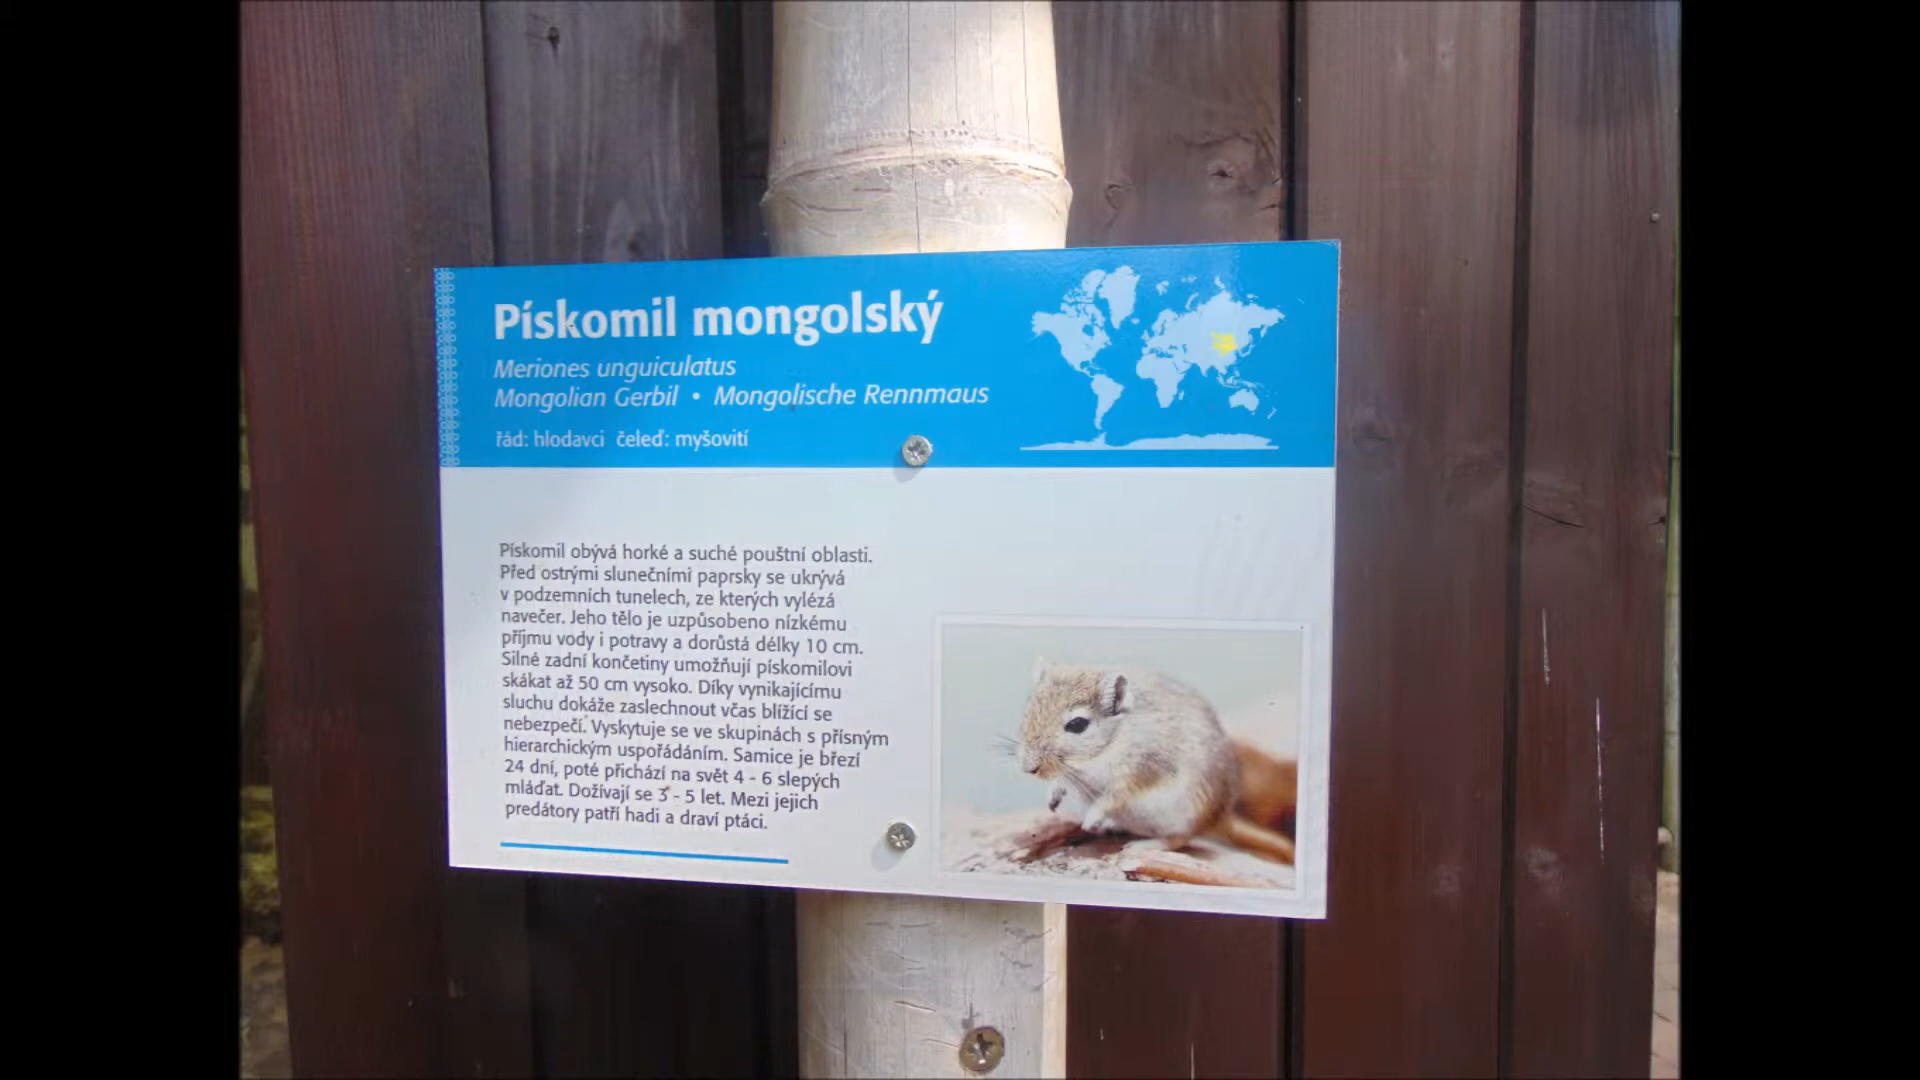 Pískomil mongolský
Meriones unguiculatus
Mongolian Gerbil • Mongolische Rennmaus
řád: hlodavci čeleď: myšovití
Pískomil obývá horké a suché pouštní oblasti.
Před ostrými slunečními paprsky se ukrývá
v podzemních tunelech, ze kterých vylézá
navečer. Jeho tělo je uzpůsobeno nízkému
příjmu vody i potravy a dorůstá délky 10 cm.
Silné zadní končetiny umožňují pískomilovi
skákat až 50 cm vysoko. Díky vynikajícímu
sluchu dokáže zaslechnout včas blížící se
nebezpečí. Vyskytuje se ve skupinách s přísným
hierarchickým uspořádáním. Samice je březí
24 dní, poté přichází na svět 4 - 6 slepých
mláďat. Dožívají se 3 - 5 let. Mezi jejich
predátory patří hadi a draví ptáci.